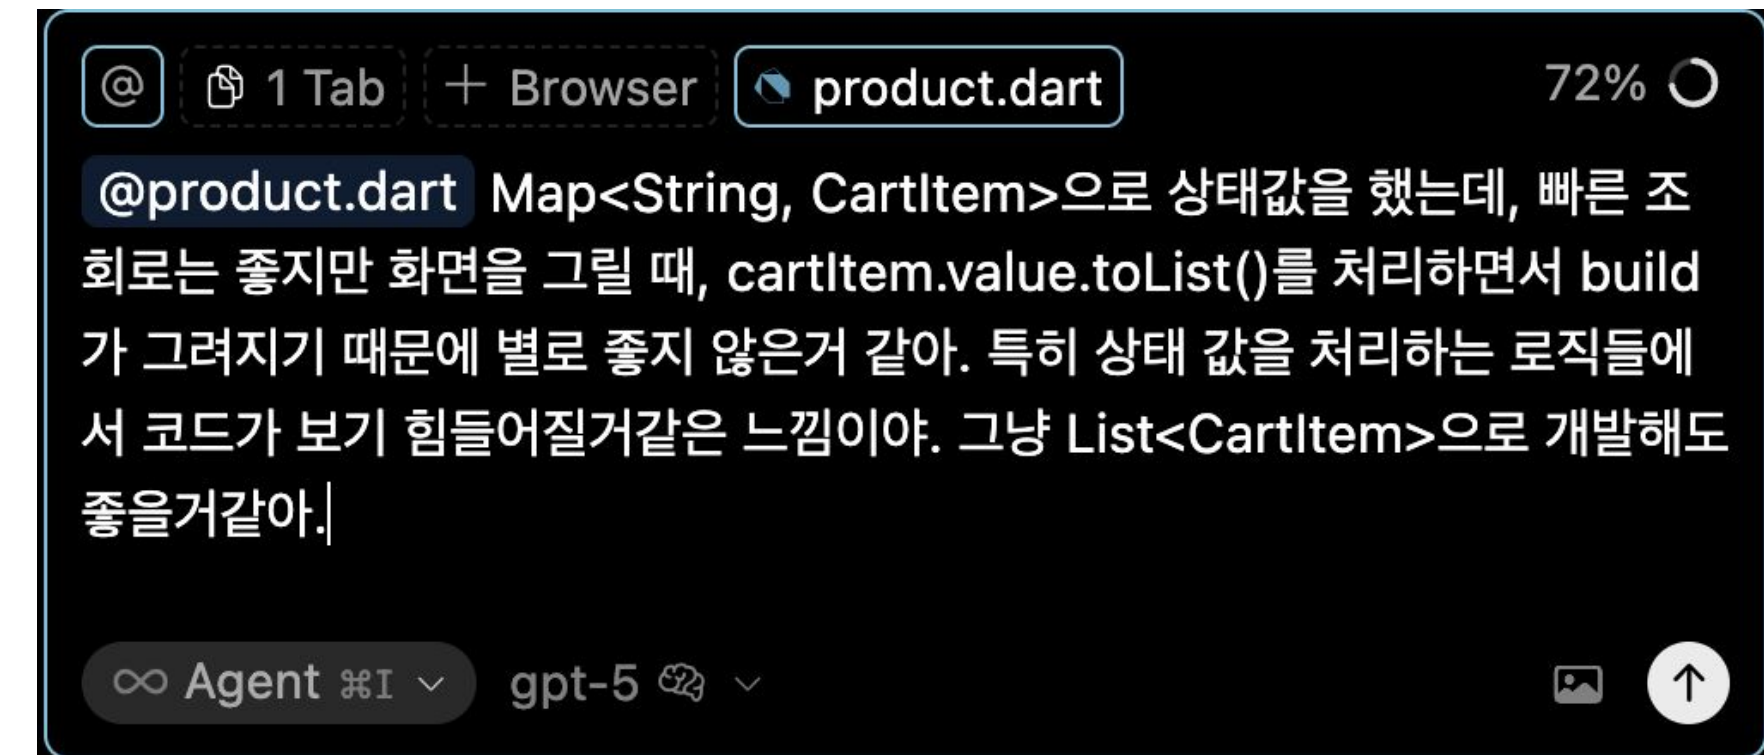 @ 1 Tab + Browser product.dart 72%
@product.dart Map<String, CartItem>으로 상태값을 했는데, 빠른 조
회로는 좋지만 화면을 그릴 때, cartItem.value.toList()를 처리하면서 build
가 그려지기 때문에 별로 좋지 않은거 같아. 특히 상태 값을 처리하는 로직들에
서 코드가 보기 힘들어질거같은 느낌이야. 그냥 List<CartItem>으로 개발해도
좋을거같아.
∞ Agent ⌘I gpt-5